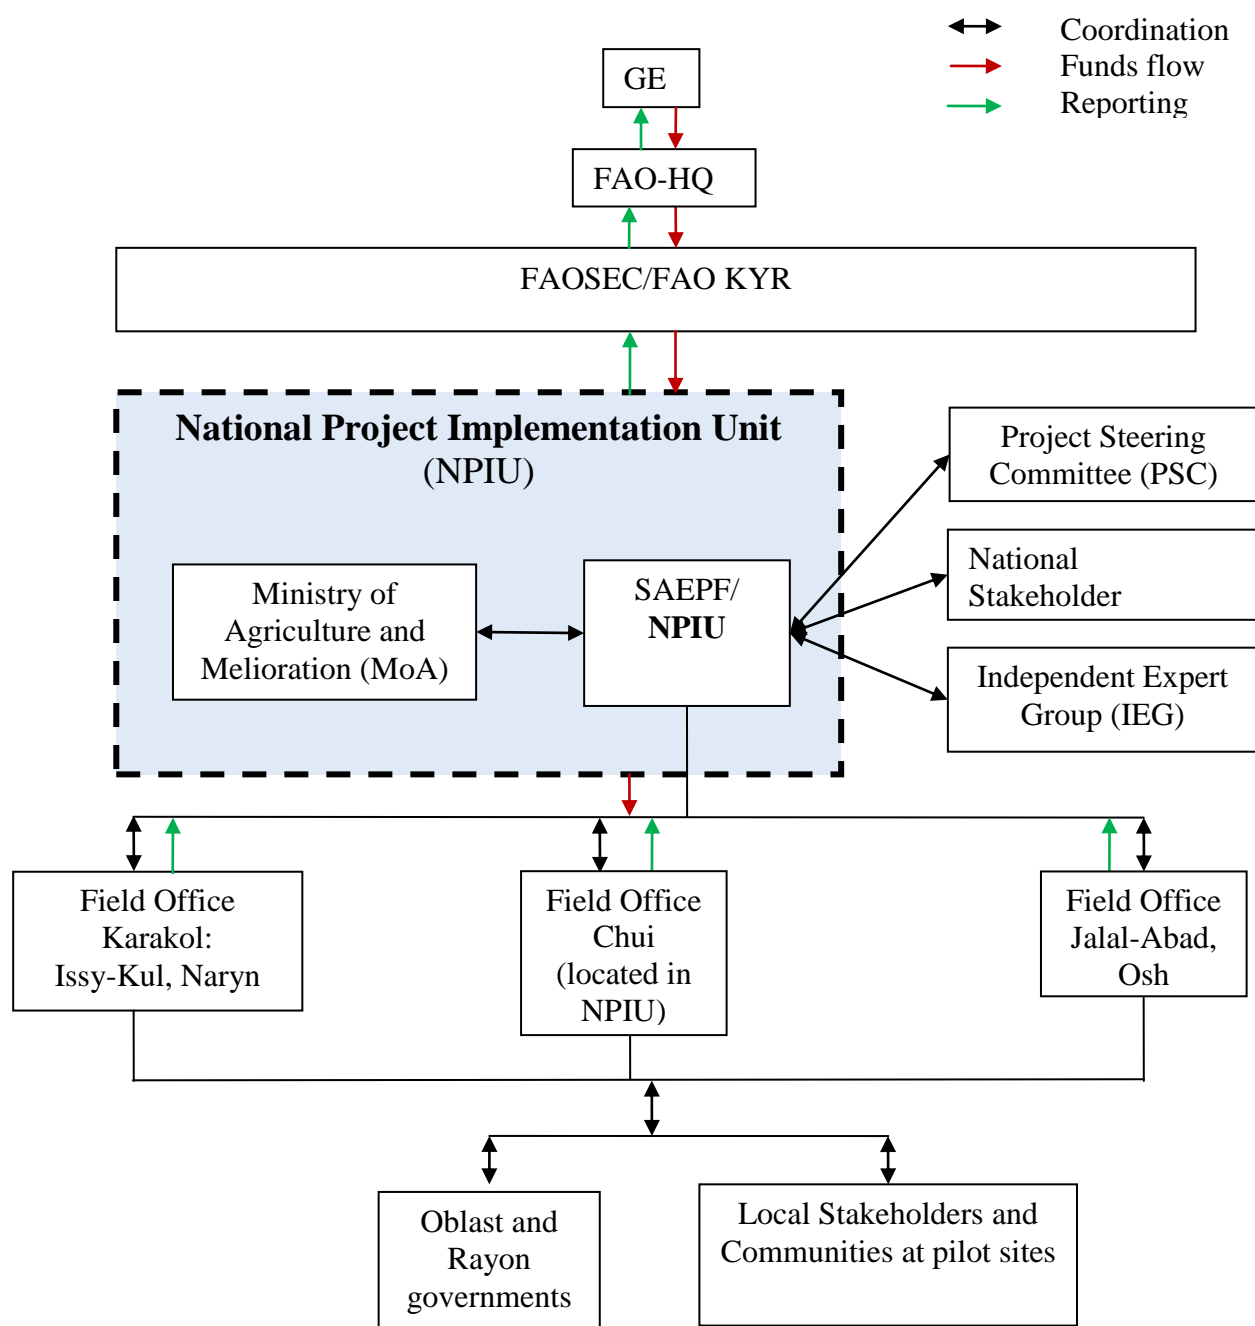 Coordination
Funds flow
Reporting
GE
FAO-HQ
FAOSEC/FAO KYR
National Project Implementation Unit
(NPIU)
Project Steering
Committee (PSC)
National
Stakeholder
Independent Expert
Group (IEG)
Ministry of
Agriculture and
Melioration (MoA)
SAEPF/
NPIU
Field Office
Karakol:
Issy-Kul, Naryn
Field Office
Chui
(located in
NPIU)
Field Office
Jalal-Abad,
Osh
Oblast and
Rayon
governments
Local Stakeholders and
Communities at pilot sites